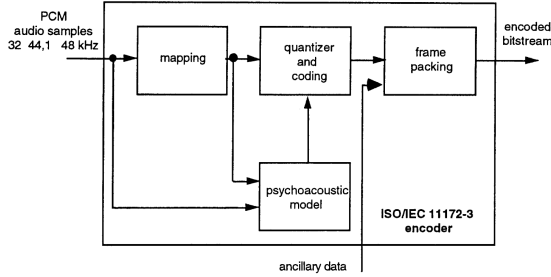 PCM
audio samples
32 44,1 48 kHz
mapping
quantizer
and
coding
frame
packing
encoded
bitstream
psychoacoustic
model
ISO/IEC 11172-3
encoder
ancillary data